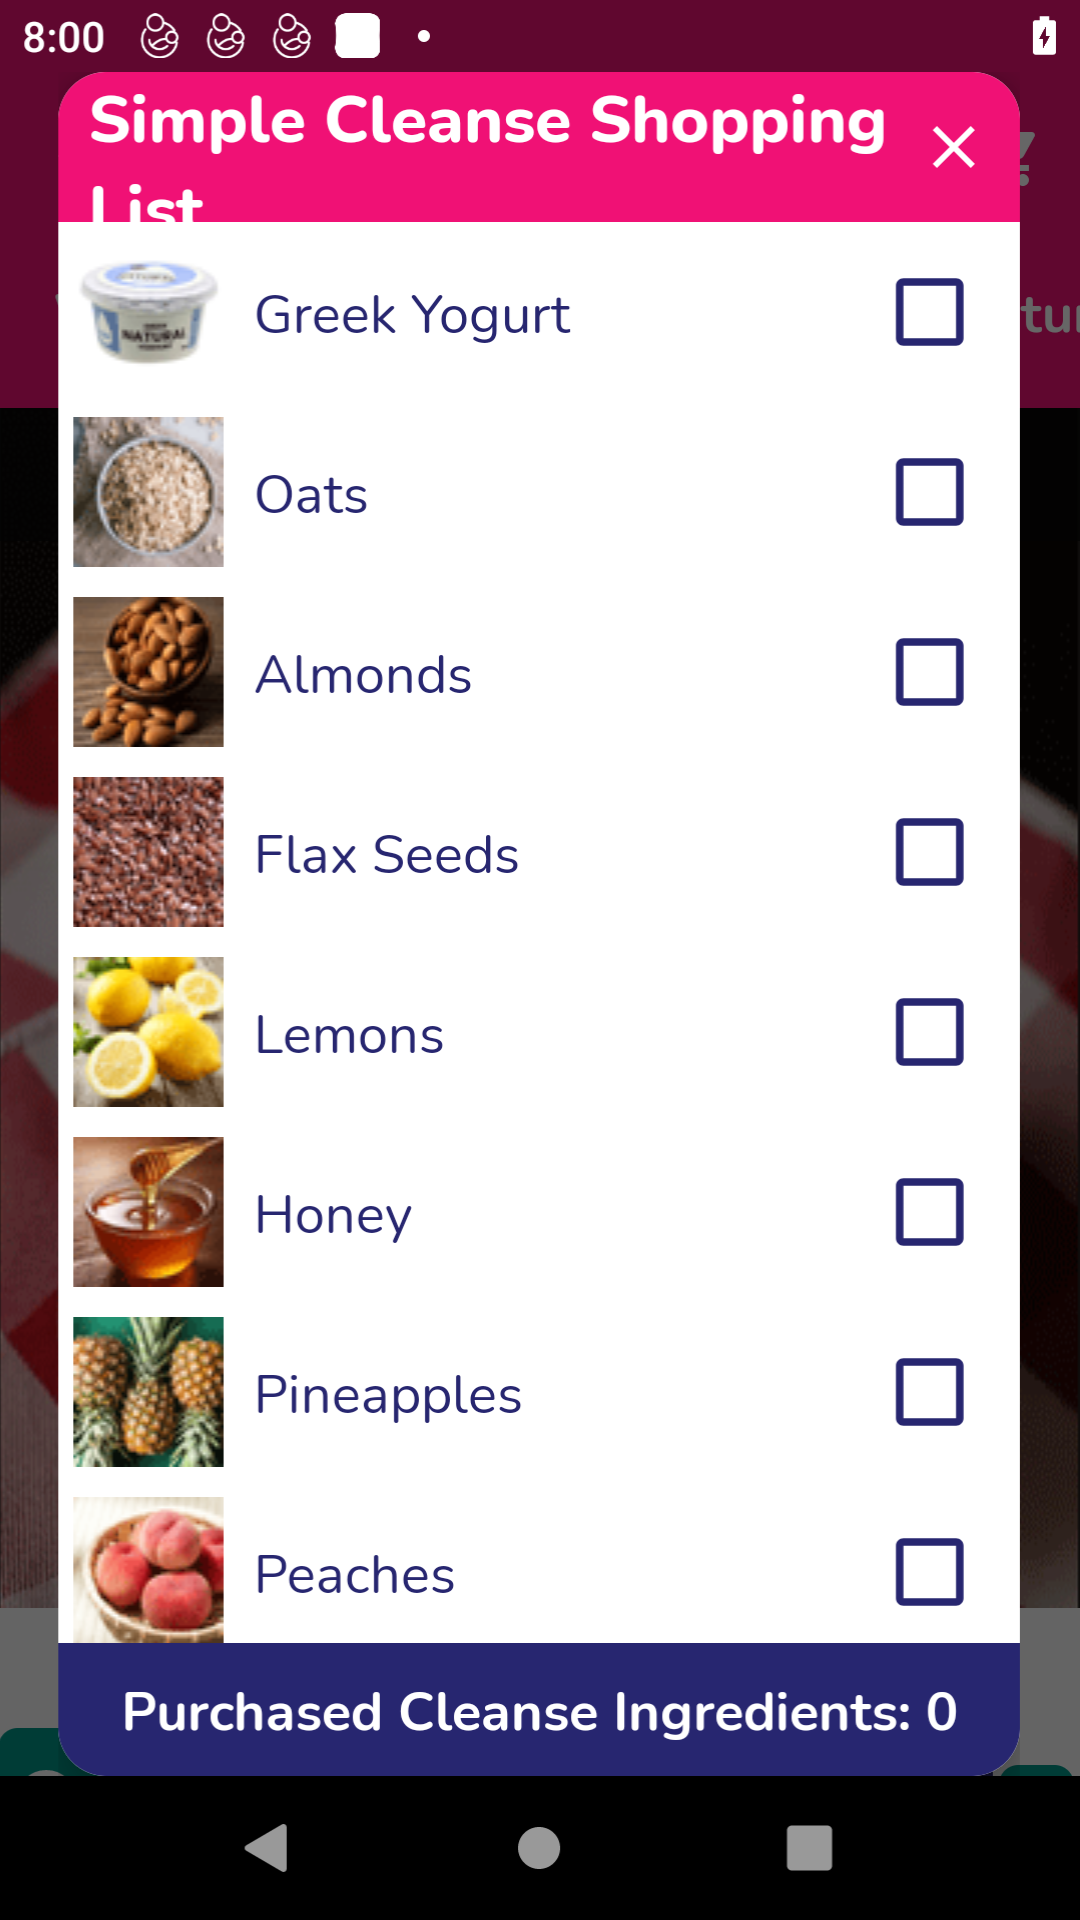 8:00
Simple Cleanse Shopping
List
Greek Yogurt
NATURAL
Oats
Almonds
Flax Seeds
Lemons
Honey
Pineapples
Peaches
Purchased Cleanse Ingredients: 0